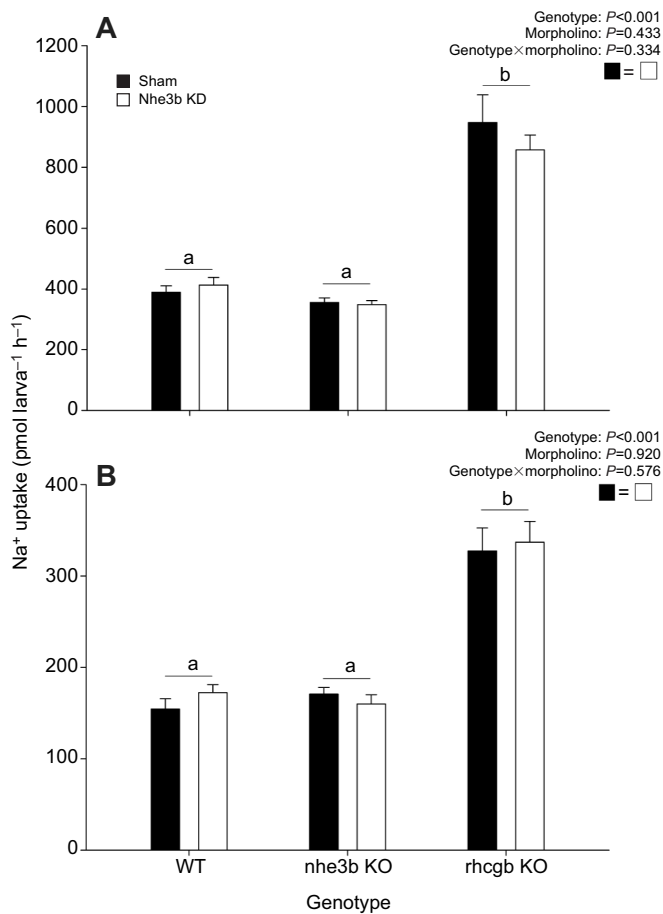 A
Genotype: P<0.001
Morpholino: P=0.433
Genotype×morpholino: P=0.334
=
Sham
Nhe3b KD
1200
1000
800
600
400
200
0
a
a
b
B
Genotype: P<0.001
Morpholino: P=0.920
Genotype×morpholino: P=0.576
=
400
300
200
100
0
a
a
b
Na⁺ uptake (pmol larva⁻¹ h⁻¹)
WT
nhe3b KO
rhcgb KO
Genotype